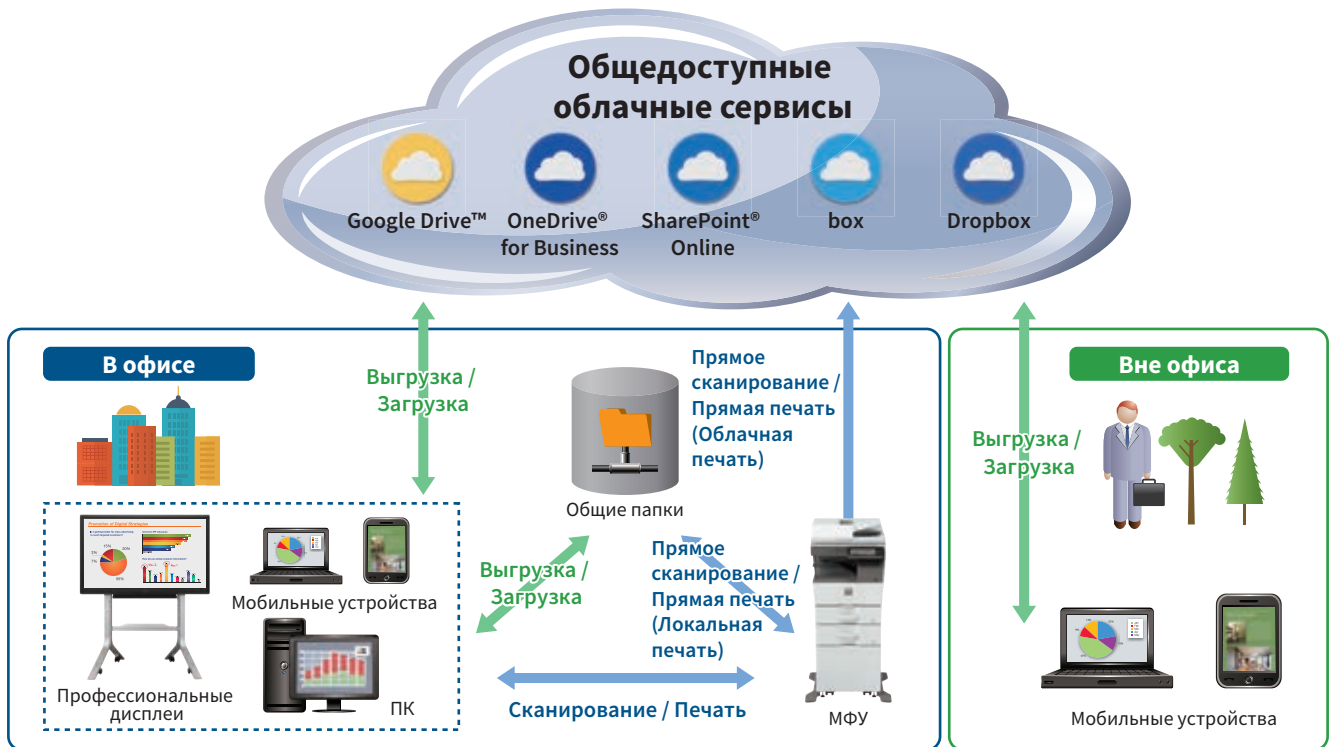 Общедоступные
облачные сервисы
Google Drive™
OneDrive®
for Business
SharePoint®
Online
box
Dropbox
В офисе
Выгрузка /
Загрузка
Общие папки
Прямое
сканирование /
Прямая печать
(Облачная
печать)
Мобильные устройства
Профессиональные
дисплеи
ПК
Выгрузка /
Загрузка
Прямое
сканирование /
Прямая печать
(Локальная
печать)
Сканирование / Печать
МФУ
Вне офиса
Выгрузка /
Загрузка
Мобильные устройства